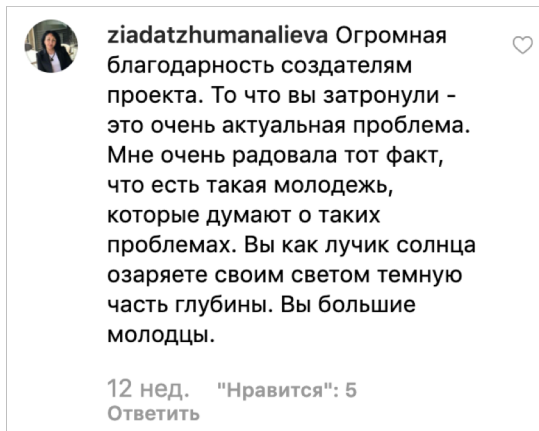 ziadatzhumanalieva Огромная
благодарность создателям
проекта. То что вы затронули -
это очень актуальная проблема.
Мне очень радовала тот факт,
что есть такая молодежь,
которые думают о таких
проблемах. Вы как лучик солнца
озаряете своим светом темную
часть глубины. Вы большие
молодцы.
12 нед. "Нравится": 5
Ответить